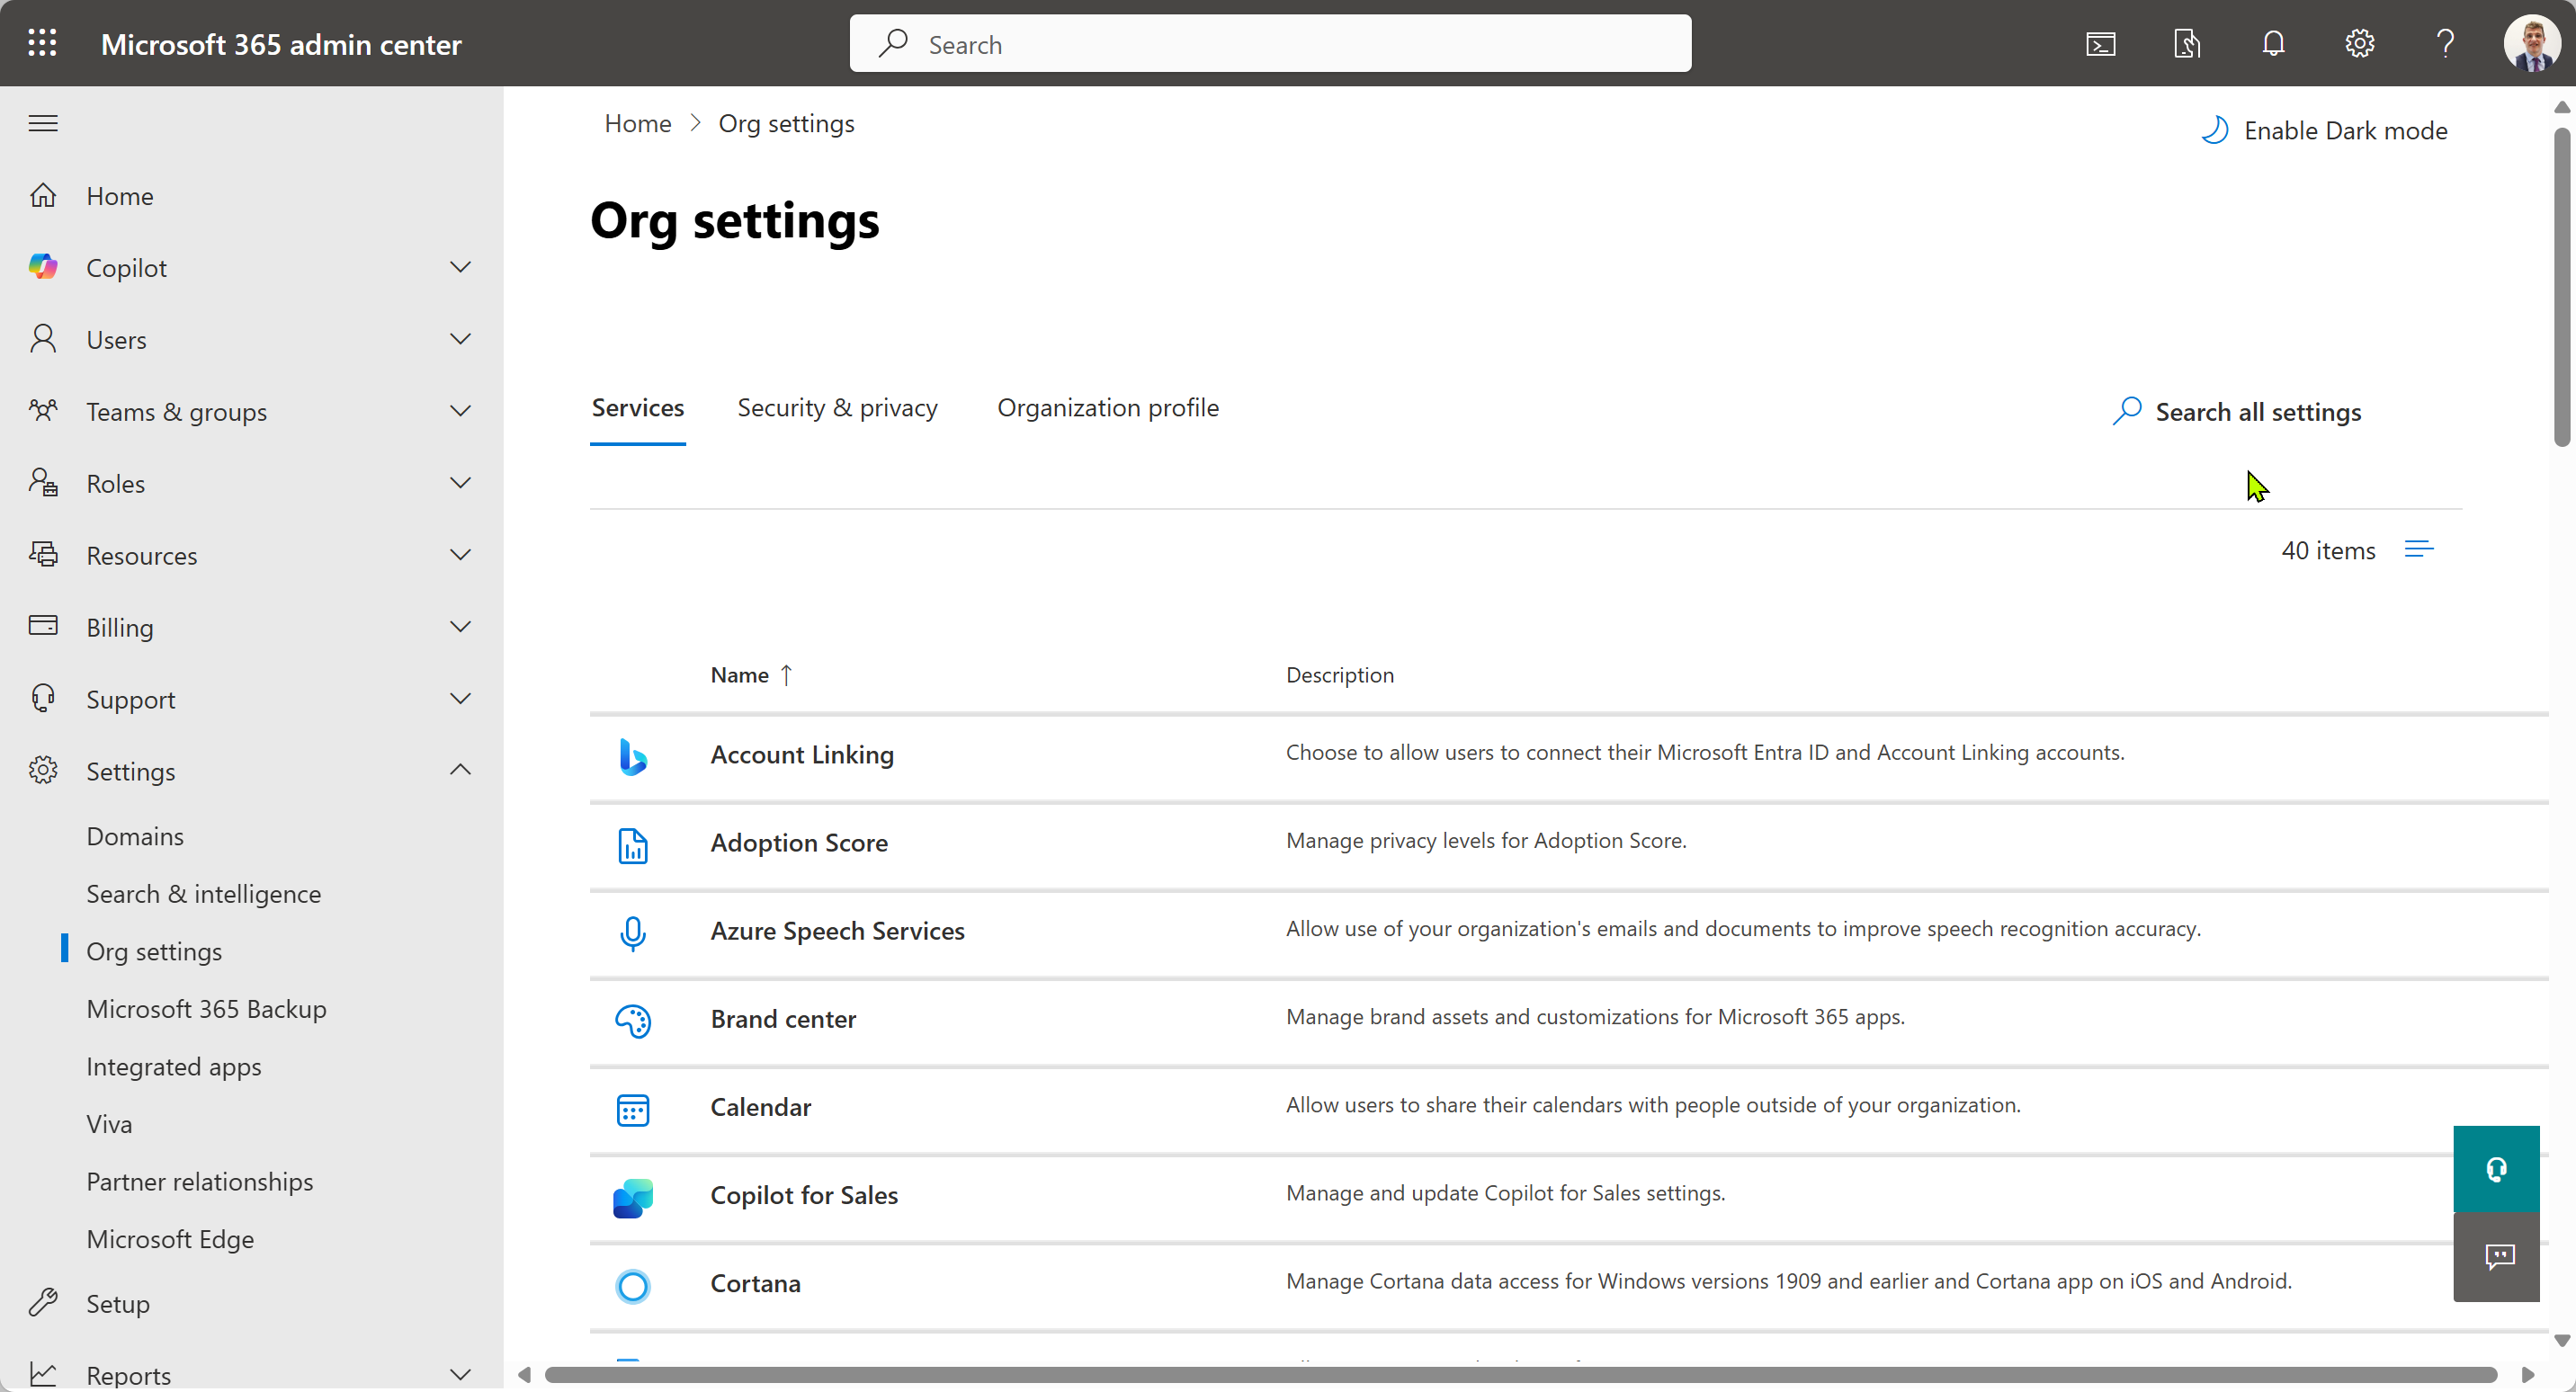 Microsoft 365 admin center
Search
Home
Copilot
Users
Teams & groups
Roles
Resources
Billing
Support
Settings
Domains
Search & intelligence
Org settings
Microsoft 365 Backup
Integrated apps
Viva
Partner relationships
Microsoft Edge
Setup
Reports
Home > Org settings
Enable Dark mode
Org settings
Services Security & privacy Organization profile
Search all settings
40 items
Name ↑ Description
Account Linking Choose to allow users to connect their Microsoft Entra ID and Account Linking accounts.
Adoption Score Manage privacy levels for Adoption Score.
Azure Speech Services Allow use of your organization's emails and documents to improve speech recognition accuracy.
Brand center Manage brand assets and customizations for Microsoft 365 apps.
Calendar Allow users to share their calendars with people outside of your organization.
Copilot for Sales Manage and update Copilot for Sales settings.
Cortana Manage Cortana data access for Windows versions 1909 and earlier and Cortana app on iOS and Android.